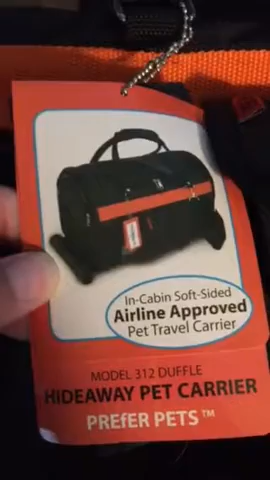 In-Cabin Soft-Sided
Airline Approved
Pet Travel Carrier
MODEL 312 DUFFLE
HIDEAWAY PET CARRIER
PREfER PETS™